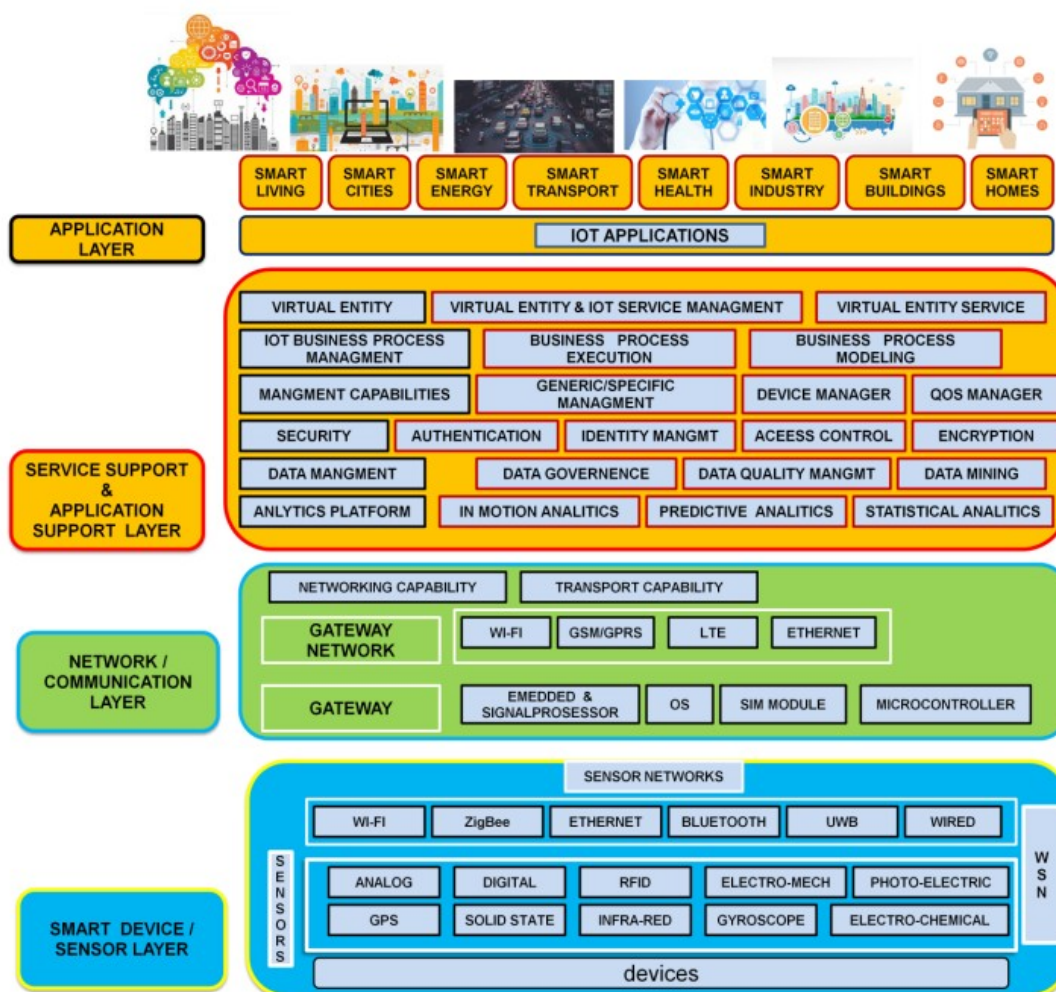 SMART
LIVING
SMART
CITIES
SMART
ENERGY
SMART
TRANSPORT
SMART
HEALTH
SMART
INDUSTRY
SMART
BUILDINGS
SMART
HOMES
APPLICATION
LAYER
IOT APPLICATIONS
VIRTUAL ENTITY
VIRTUAL ENTITY & IOT SERVICE MANAGMENT
VIRTUAL ENTITY SERVICE
IOT BUSINESS PROCESS
MANAGMENT
BUSINESS PROCESS
EXECUTION
BUSINESS PROCESS
MODELING
MANGMENT CAPABILITIES
GENERIC/SPECIFIC
MANAGMENT
DEVICE MANAGER
QOS MANAGER
SECURITY
AUTHENTICATION
IDENTITY MANGMT
ACEESS CONTROL
ENCRYPTION
SERVICE SUPPORT
&
APPLICATION
SUPPORT LAYER
DATA MANGMENT
DATA GOVERNENCE
DATA QUALITY MANGMT
DATA MINING
ANLYTICS PLATFORM
IN MOTION ANALITICS
PREDICTIVE ANALITICS
STATISTICAL ANALITICS
NETWORKING CAPABILITY
TRANSPORT CAPABILITY
GATEWAY
NETWORK
WI-FI
GSM/GPRS
LTE
ETHERNET
NETWORK /
COMMUNICATION
LAYER
GATEWAY
EMEDDED &
SIGNALPROSESSOR
OS
SIM MODULE
MICROCONTROLLER
SENSOR NETWORKS
WI-FI
ZigBee
ETHERNET
BLUETOOTH
UWB
WIRED
SENSORS
WSN
ANALOG
DIGITAL
RFID
ELECTRO-MECH
PHOTO-ELECTRIC
GPS
SOLID STATE
INFRA-RED
GYROSCOPE
ELECTRO-CHEMICAL
SMART DEVICE /
SENSOR LAYER
devices